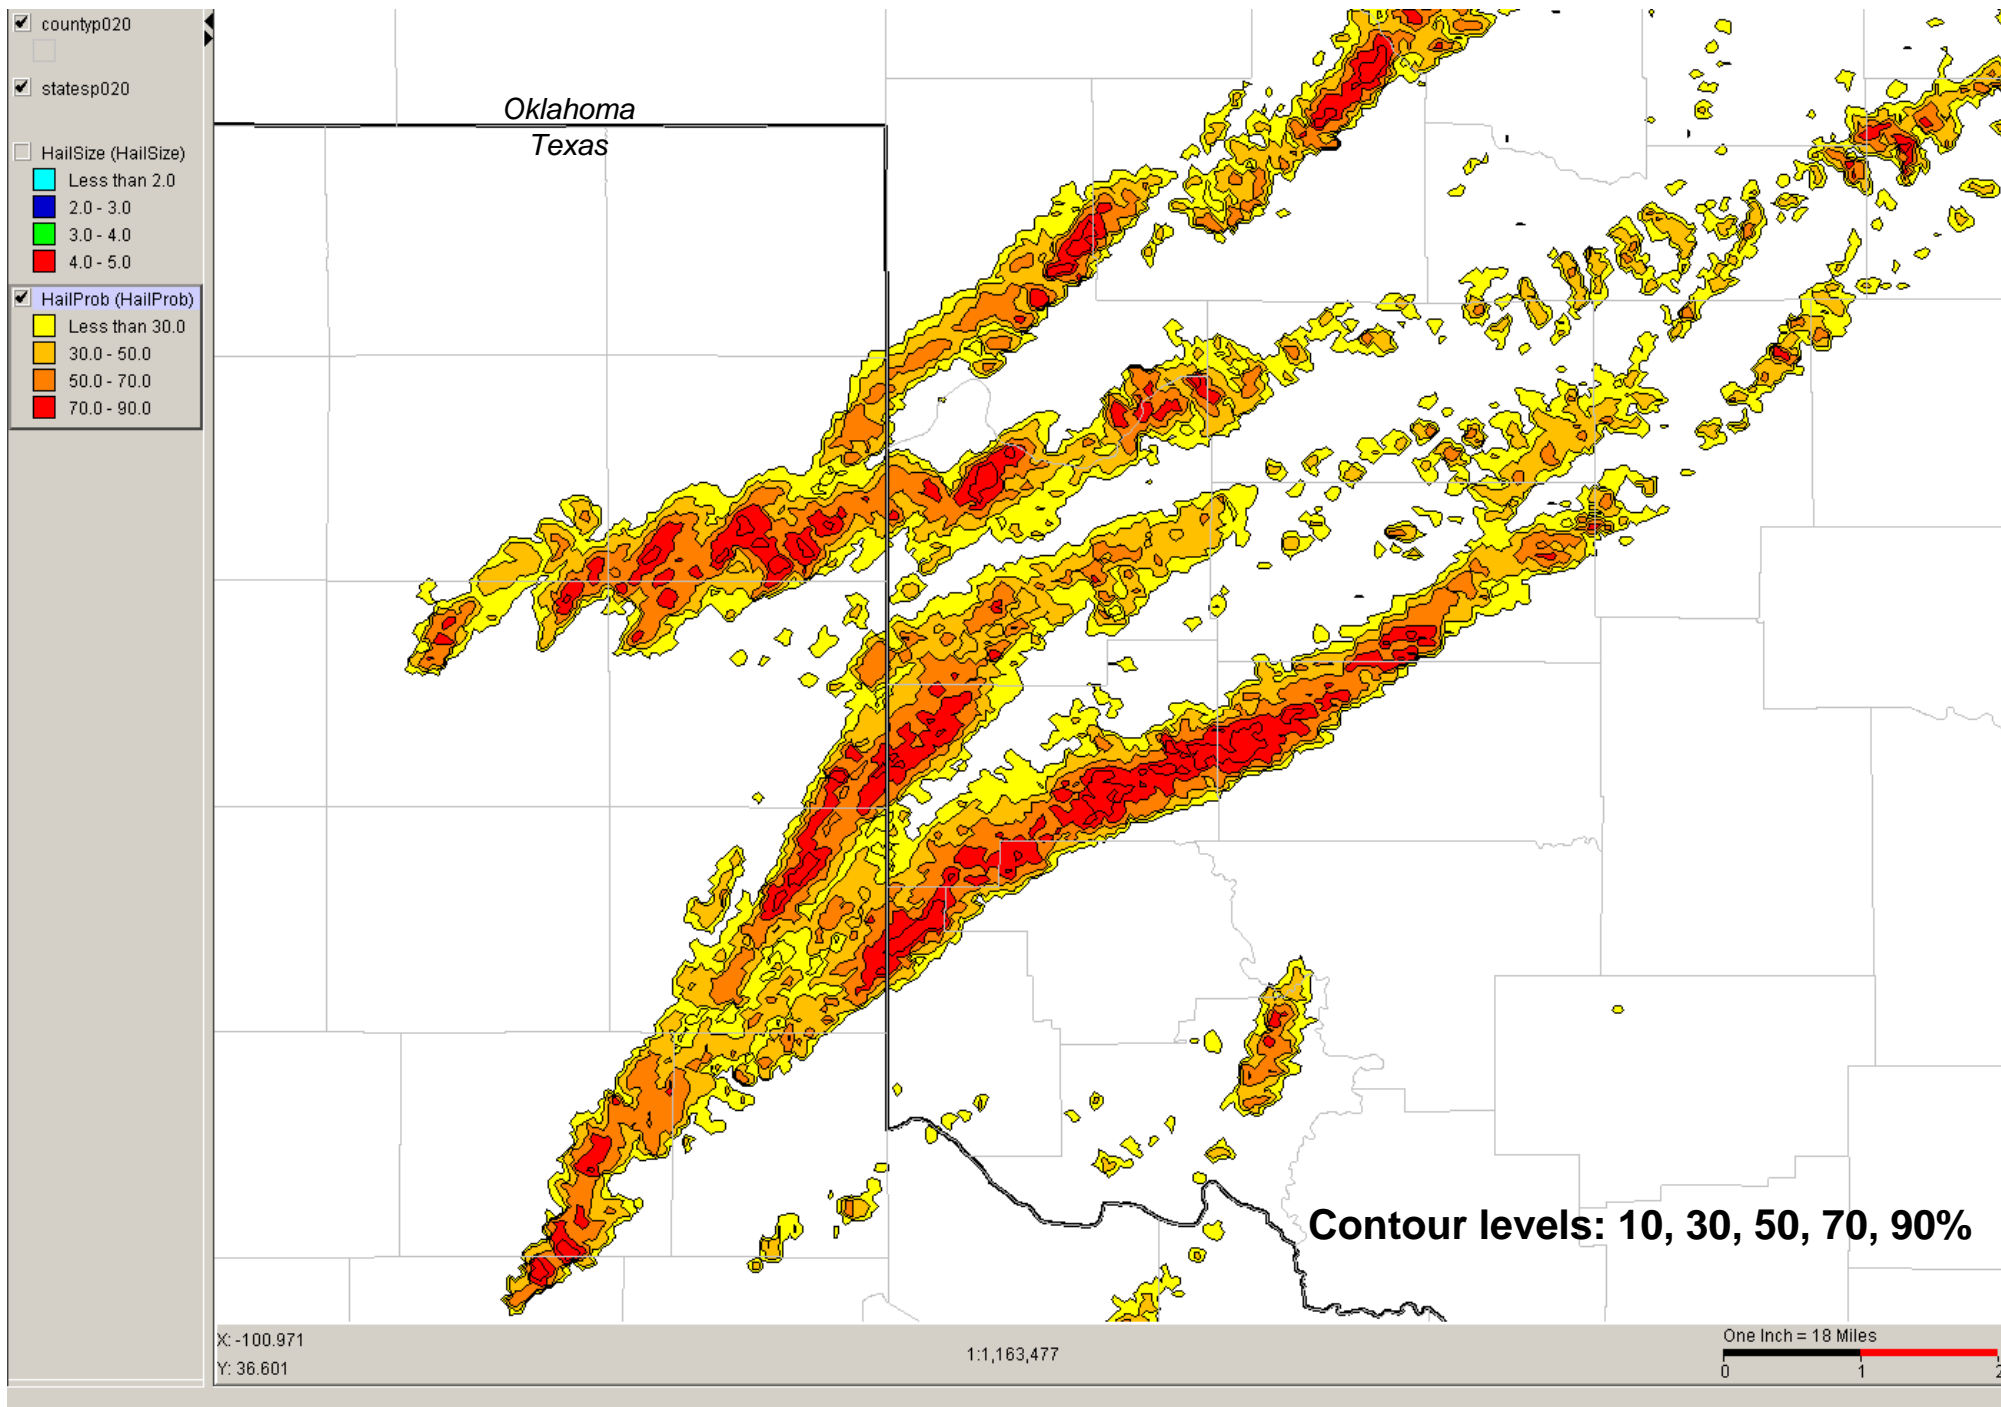 countyp020
statesp020
HailSize (HailSize)
Less than 2.0
2.0 - 3.0
3.0 - 4.0
4.0 - 5.0
HailProb (HailProb)
Less than 30.0
30.0 - 50.0
50.0 - 70.0
70.0 - 90.0
Oklahoma
Texas
Contour levels: 10, 30, 50, 70, 90%
X: -100.971
Y: 36.601
1:1,163,477
One Inch = 18 Miles
0 1 2